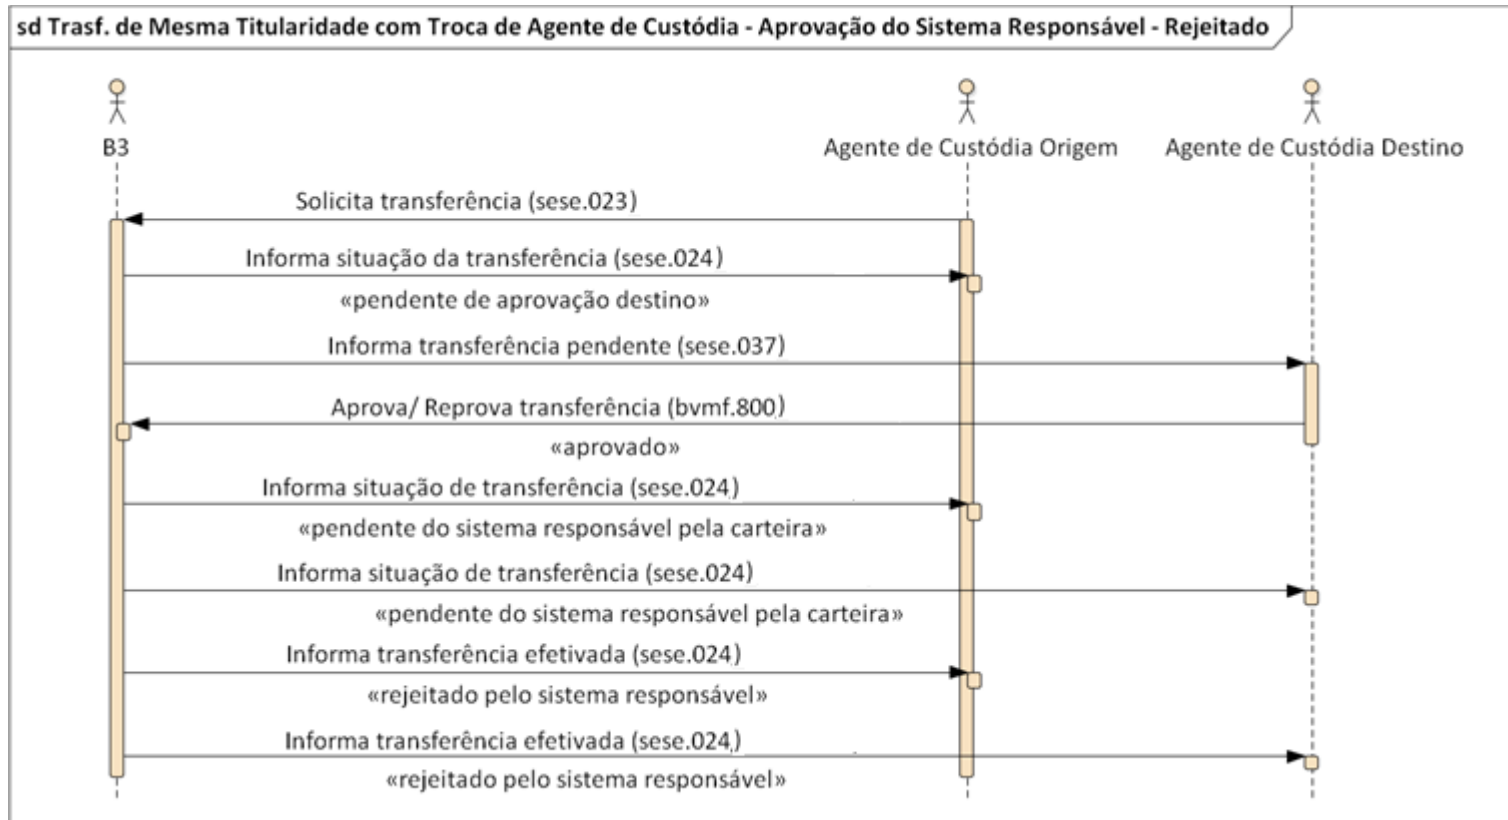 sd Trasf. de Mesma Titularidade com Troca de Agente de Custódia - Aprovação do Sistema Responsável - Rejeitado
B3
Agente de Custódia Origem
Agente de Custódia Destino
Solicita transferência (sese.023)
Informa situação da transferência (sese.024)
«pendente de aprovação destino»
Informa transferência pendente (sese.037)
Aprova/ Reprova transferência (bvmf.800)
«aprovado»
Informa situação de transferência (sese.024)
«pendente do sistema responsável pela carteira»
Informa situação de transferência (sese.024)
«pendente do sistema responsável pela carteira»
Informa transferência efetivada (sese.024)
«rejeitado pelo sistema responsável»
Informa transferência efetivada (sese.024)
«rejeitado pelo sistema responsável»